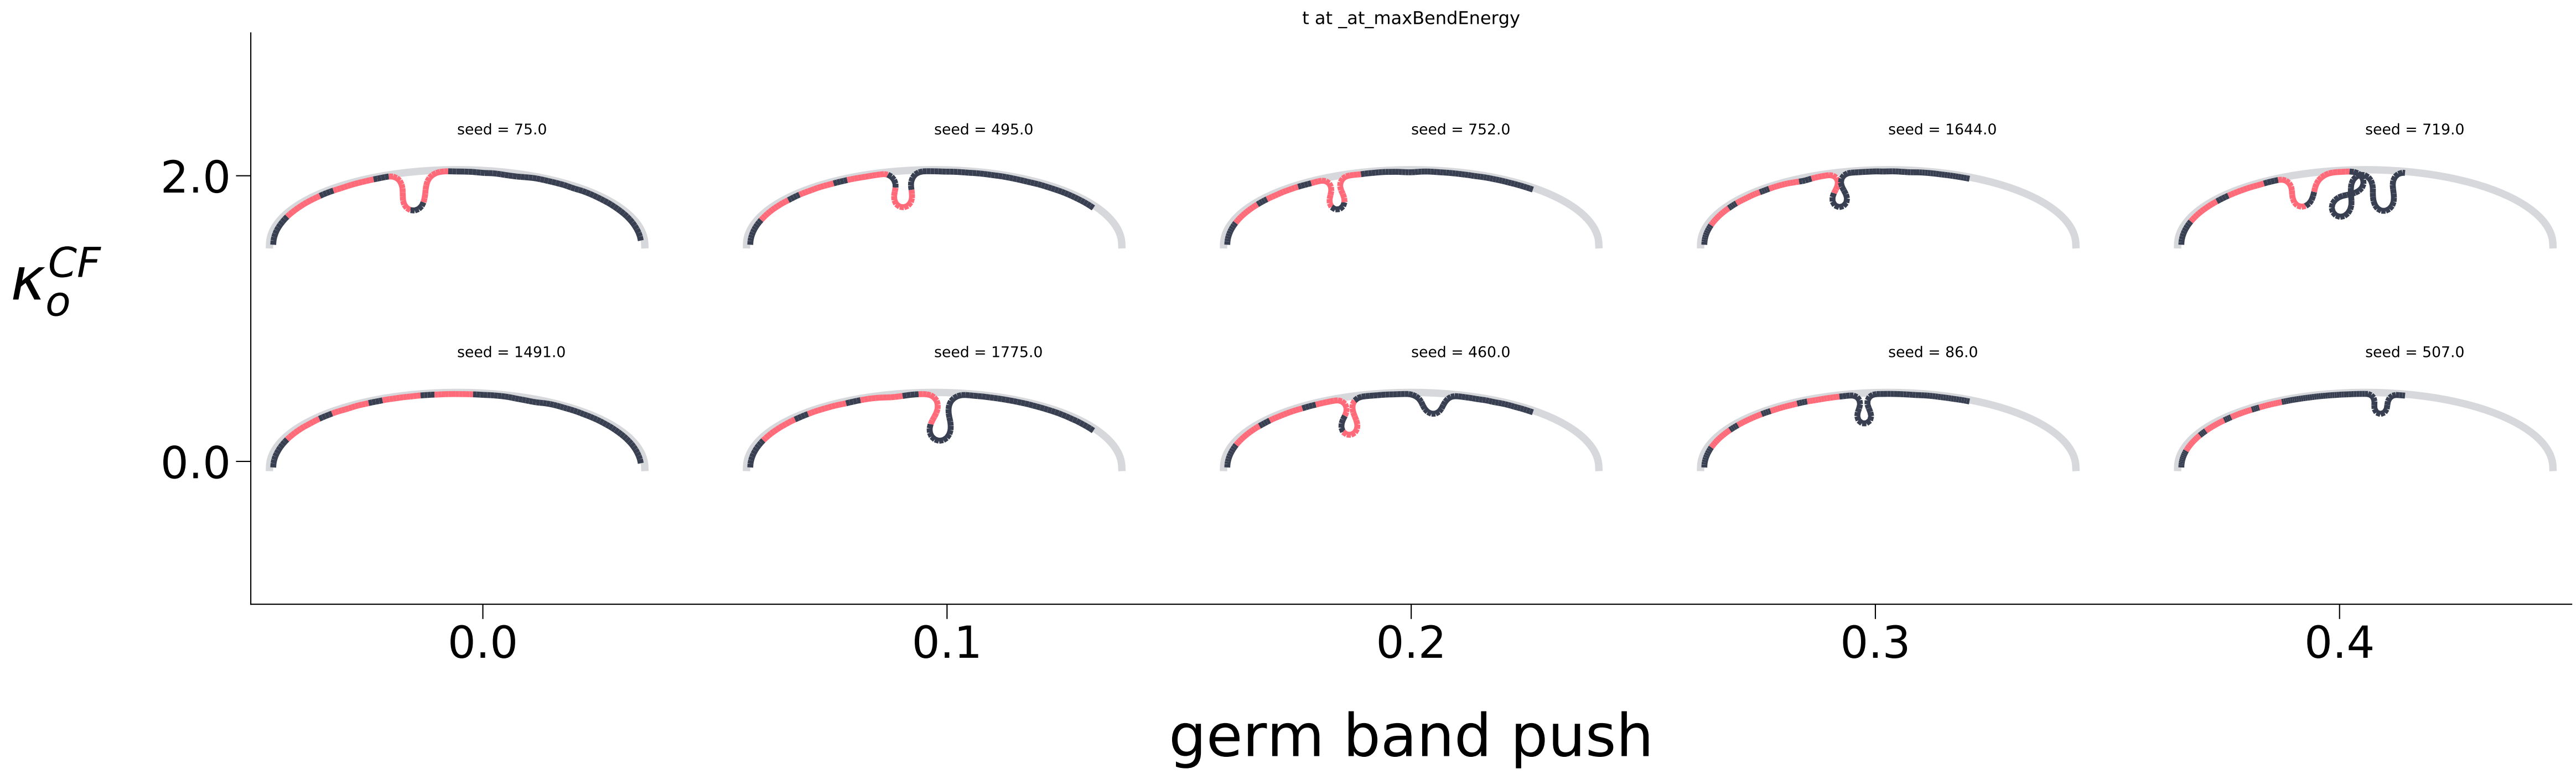 t at _at_maxBendEnergy
seed = 75.0
seed = 495.0
seed = 752.0
seed = 1644.0
seed = 719.0
2.0
κ_o^CF
seed = 1491.0
seed = 1775.0
seed = 460.0
seed = 86.0
seed = 507.0
0.0
0.0
0.1
0.2
0.3
0.4
germ band push